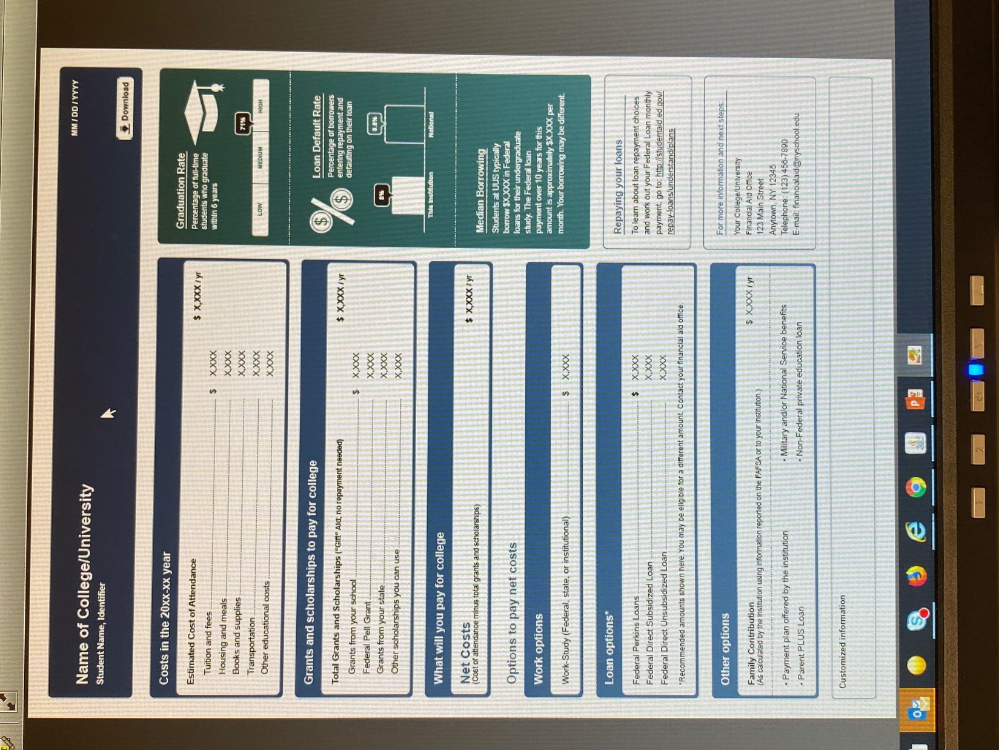 Name of College/University
Student Name, Identifier
MM / DD / YYYY
Download
Costs in the 20xx-xx year
Estimated Cost of Attendance $ X,XXX / yr
Tuition and fees $ X,XXX
Housing and meals X,XXX
Books and supplies X,XXX
Transportation X,XXX
Other educational costs X,XXX
Grants and scholarships to pay for college
Total Grants and Scholarships ("Gift" Aid; no repayment needed) $ X,XXX / yr
Grants from your school $ X,XXX
Federal Pell Grant X,XXX
Grants from your state X,XXX
Other scholarships you can use X,XXX
What will you pay for college
Net Costs $ X,XXX / yr
(Cost of attendance minus total grants and scholarships)
Options to pay net costs
Work options
Work-Study (Federal, state, or institutional) $ X,XXX
Loan options*
Federal Perkins Loans $ X,XXX
Federal Direct Subsidized Loan X,XXX
Federal Direct Unsubsidized Loan X,XXX
*Recommended amounts shown here. You may be eligible for a different amount. Contact your financial aid office.
Other options
Family Contribution $ X,XXX / yr
(As calculated by the institution using information reported on the FAFSA or to your institution.)
• Payment plan offered by the institution
• Parent PLUS Loan
• Military and/or National Service benefits
• Non-Federal private education loan
Customized information
Graduation Rate
Percentage of full-time
students who graduate
within 6 years
71%
LOW MEDIUM HIGH
Loan Default Rate
Percentage of borrowers
entering repayment and
defaulting on their loan
$ % $
8% 9.8%
This institution National
Median Borrowing
Students at UUS typically
borrow $X,XXX in Federal
loans for their undergraduate
study. The Federal loan
payment over 10 years for this
amount is approximately $X,XXX per
month. Your borrowing may be different.
Repaying your loans
To learn about loan repayment choices
and work out your Federal Loan monthly
payment, go to: http://studentaid.ed.gov/
repay-loans/understand/plans
For more information and next steps:
Your College/University
Financial Aid Office
123 Main Street
Anytown, NY 12345
Telephone: (123) 456-7890
E-mail: financialaid@nyschool.edu
1
2